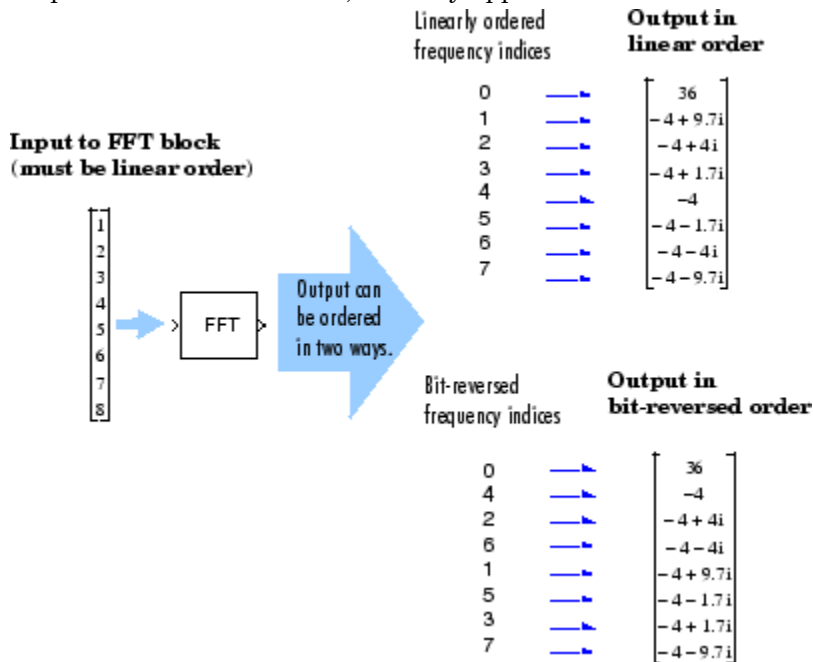 Linearly ordered
frequency indices
Output in
linear order
0
1
2
3
4
5
6
7
36
-4 + 9.7i
-4 + 4i
-4 + 1.7i
-4
-4 - 1.7i
-4 - 4i
-4 - 9.7i
Input to FFT block
(must be linear order)
1
2
3
4
5
6
7
8
FFT
Output can
be ordered
in two ways.
Bit-reversed
frequency indices
Output in
bit-reversed order
0
4
2
6
1
5
3
7
36
-4
-4 + 4i
-4 - 4i
-4 + 9.7i
-4 - 1.7i
-4 + 1.7i
-4 - 9.7i